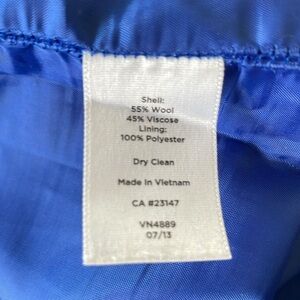 Shell:
55% Wool
45% Viscose
Lining:
100% Polyester
Dry Clean
Made in Vietnam
CA #23147
VN4889
07/13